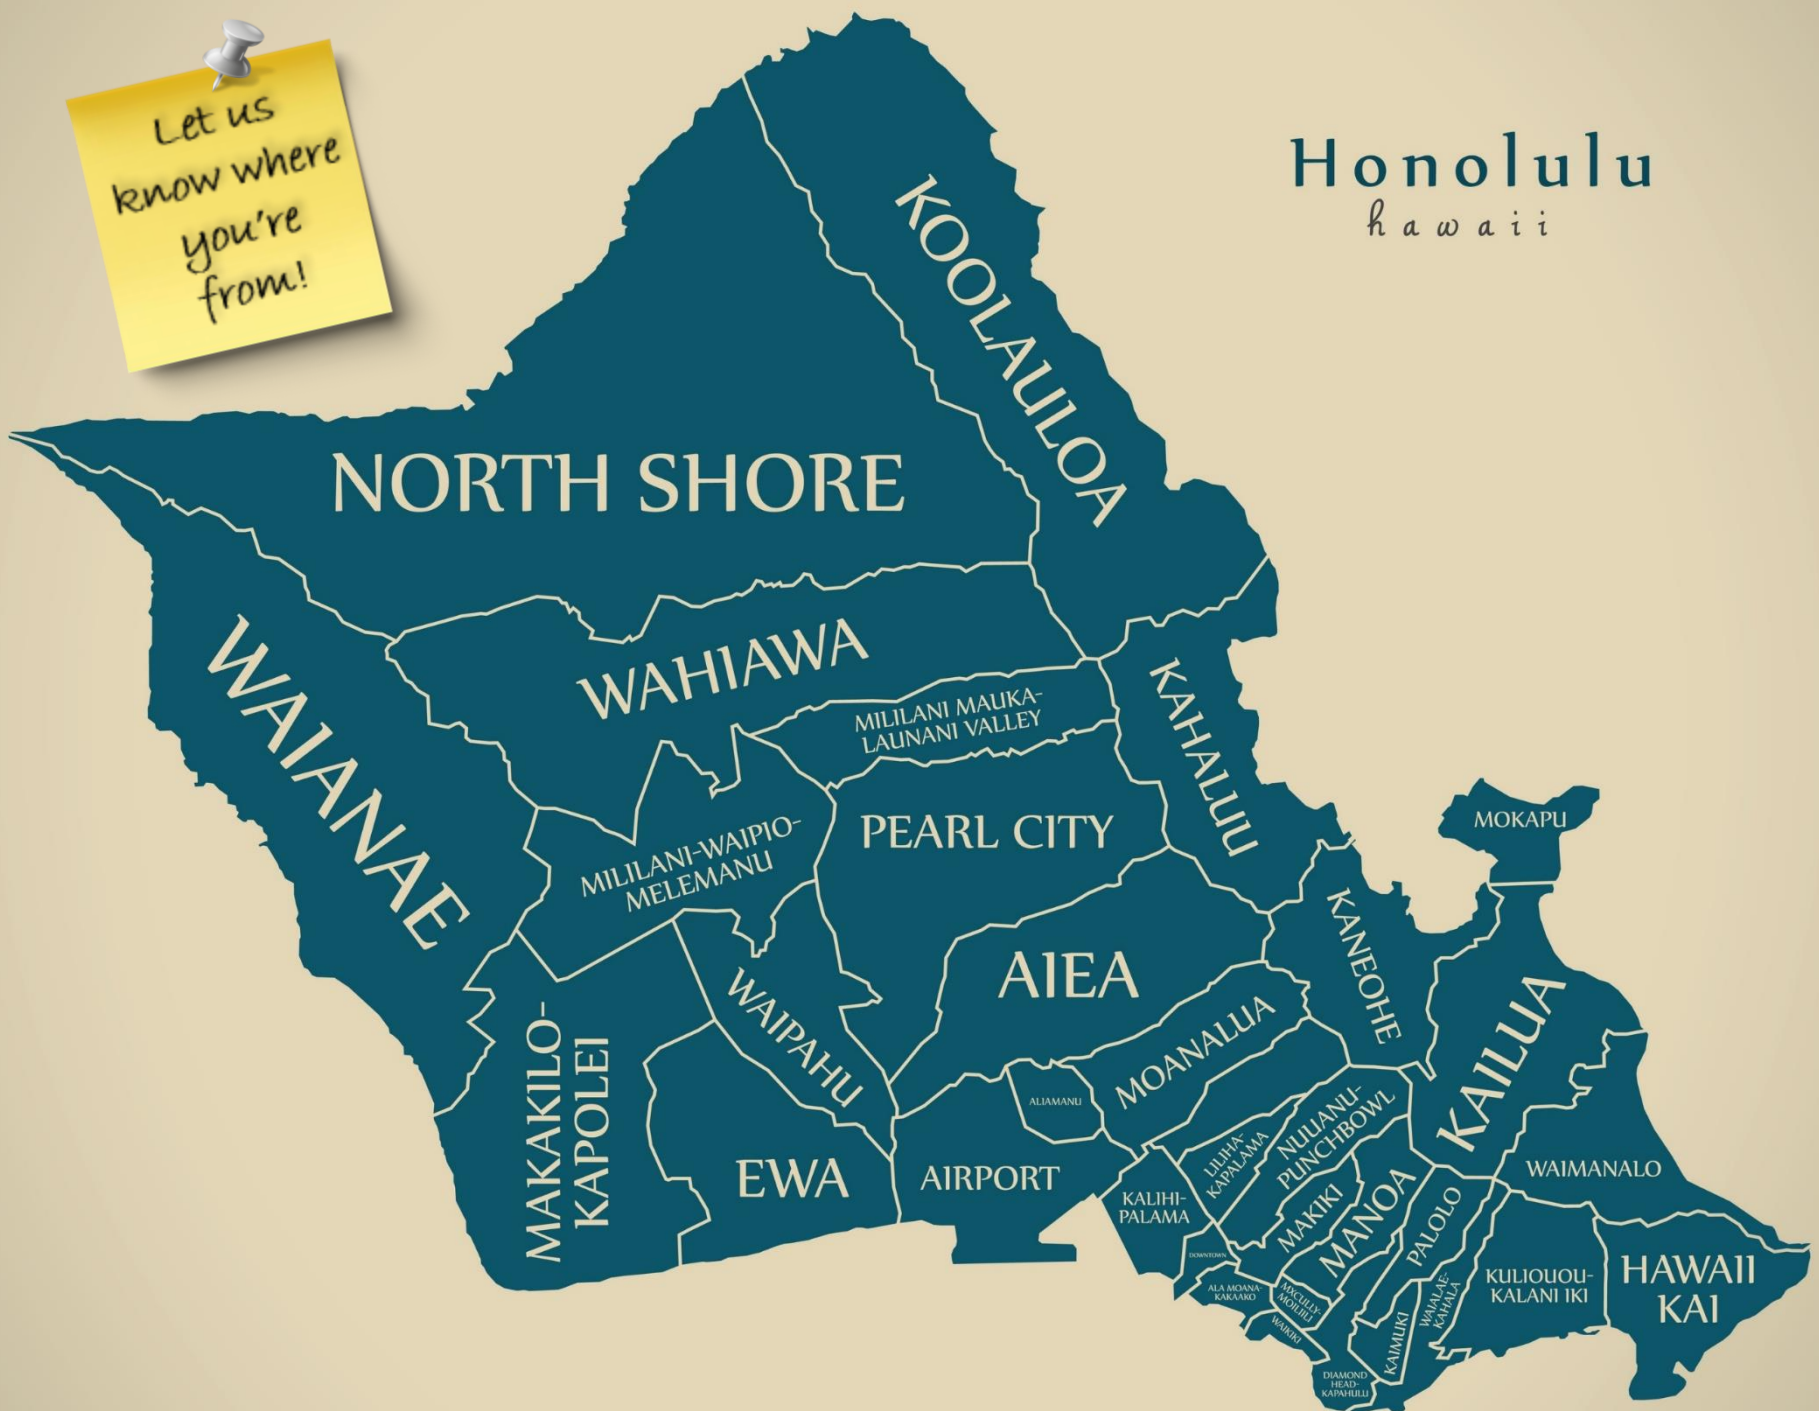 Let us
know where
you're
from!
Honolulu
hawaii
KOOLAULOA
NORTH SHORE
WAHIAWA
WAIANAE
MILILANI MAUKA-
LAUNANI VALLEY
KAHALUU
PEARL CITY
MILILANI-WAIPIO-
MELEMANU
MOKAPU
KANEOHE
AIEA
WAIPAHU
MAKAKILO-
KAPOLEI
MOANALUA
KAILUA
ALIAMANU
EWA
AIRPORT
LILIHA-
KAPALAMA
NUUANU-
PUNCHBOWL
WAIMANALO
KALIHI-
PALAMA
MAKIKI
MANOA
PALOLO
DOWNTOWN
ALA MOANA-
KAKAAKO
MXCULLY-
MOILIILI
WAIKIKI
WAIALAE-
KAHALA
KAIMUKI
KULIOUOU-
KALANI IKI
HAWAII
KAI
DIAMOND
HEAD-
KAPAHULU